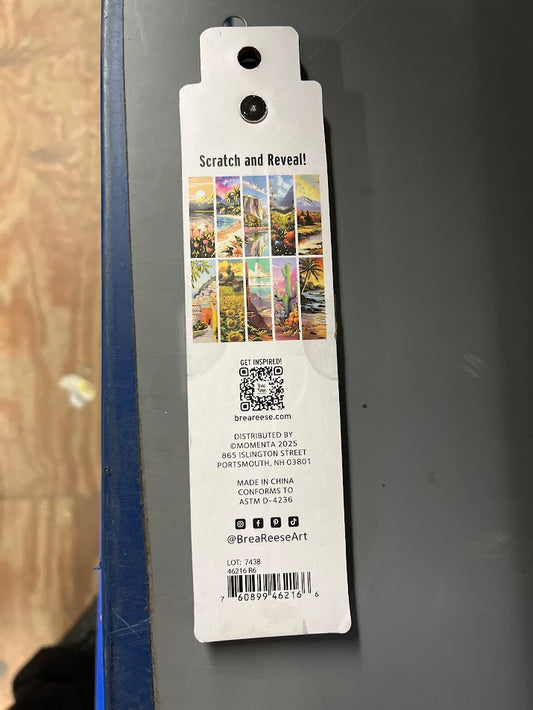 Scratch and Reveal!
GET INSPIRED!
breareese.com
DISTRIBUTED BY
©MOMENTA 2025
865 ISLINGTON STREET
PORTSMOUTH, NH 03801
MADE IN CHINA
CONFORMS TO
ASTM D-4236
@BreaReeseArt
LOT: 7438
46216 R6
7 60899 46216 6